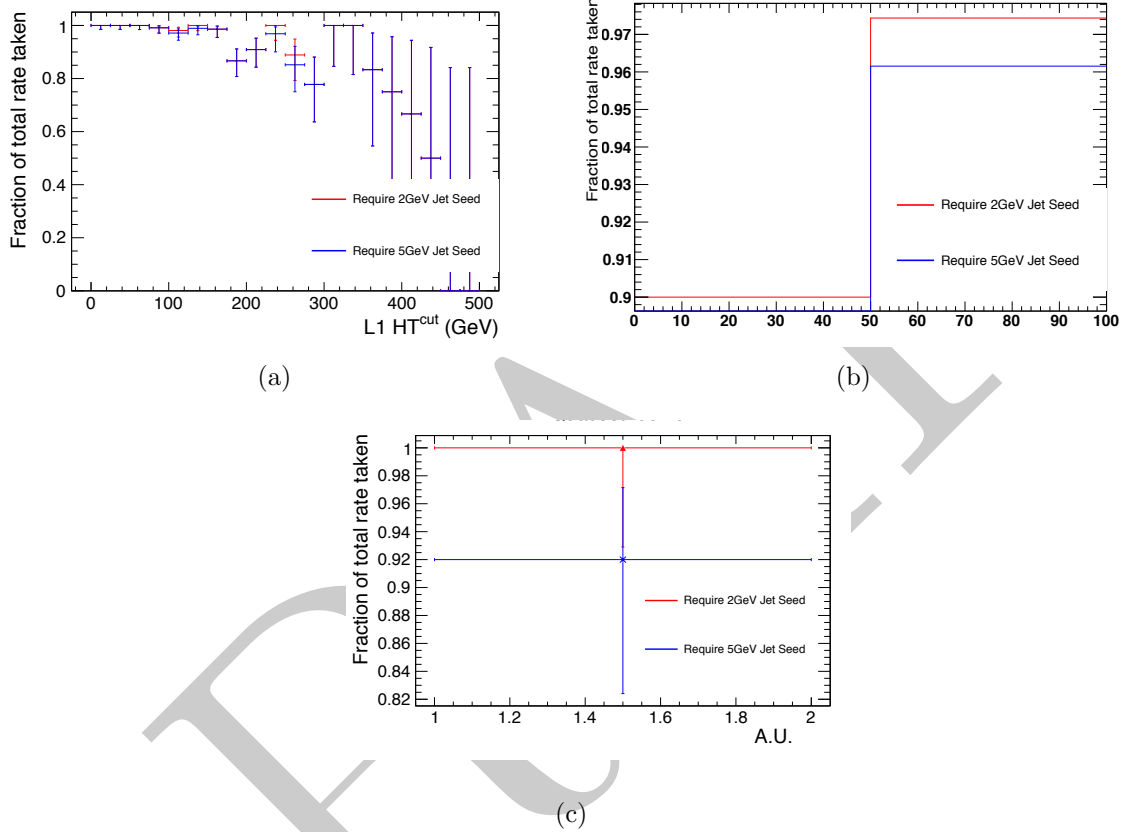 Fraction of total rate taken
1
0.8
0.6
0.4
0.2
0
0 100 200 300 400 500
L1 HT^cut (GeV)
Require 2GeV Jet Seed
Require 5GeV Jet Seed
(a)
Fraction of total rate taken
0.97
0.96
0.95
0.94
0.93
0.92
0.91
0.9
0 10 20 30 40 50 60 70 80 90 100
Require 2GeV Jet Seed
Require 5GeV Jet Seed
(b)
Fraction of total rate taken
1
0.98
0.96
0.94
0.92
0.9
0.88
0.86
0.84
0.82
1 1.2 1.4 1.6 1.8 2
A.U.
Require 2GeV Jet Seed
Require 5GeV Jet Seed
(c)